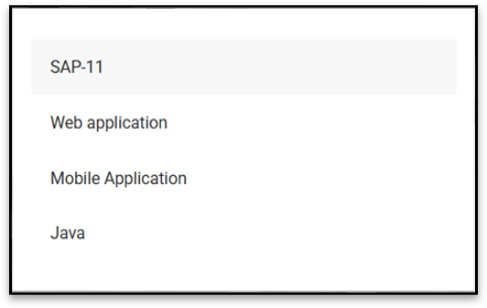 SAP-11
Web application
Mobile Application
Java